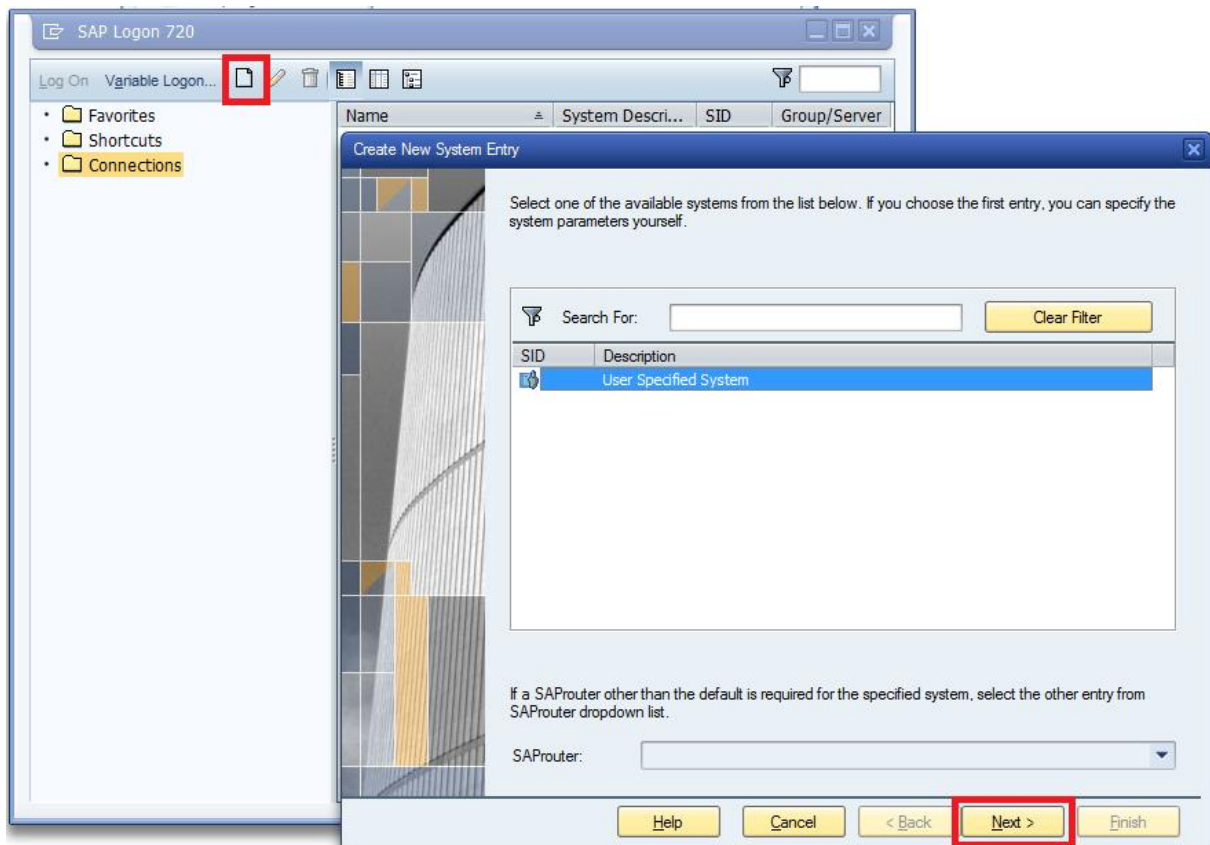 SAP Logon 720
Log On Variable Logon...
Favorites
Shortcuts
Connections
Name System Descri... SID Group/Server
Create New System Entry
Select one of the available systems from the list below. If you choose the first entry, you can specify the
system parameters yourself.
Search For: Clear Filter
SID Description
User Specified System
If a SAProuter other than the default is required for the specified system, select the other entry from
SAProuter dropdown list.
SAProuter:
Help Cancel < Back Next > Finish